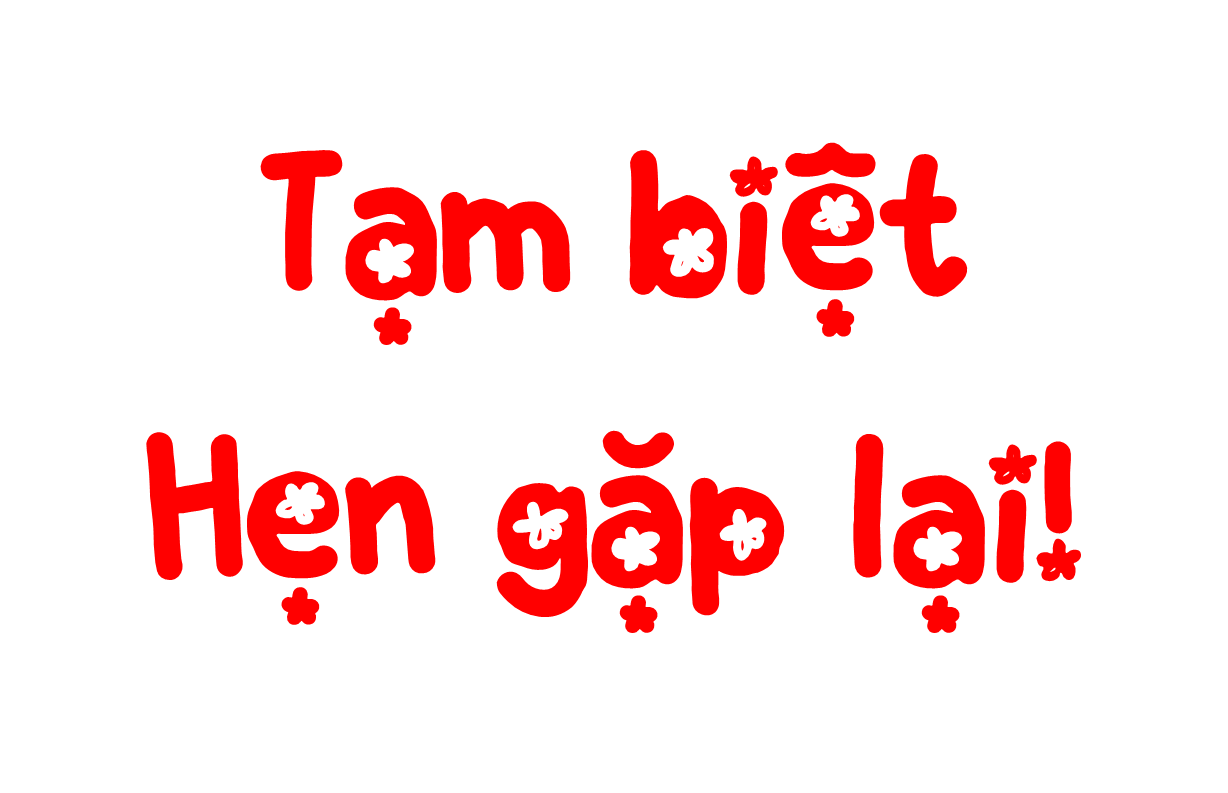 Tạm biệt
Hẹn gặp lại!